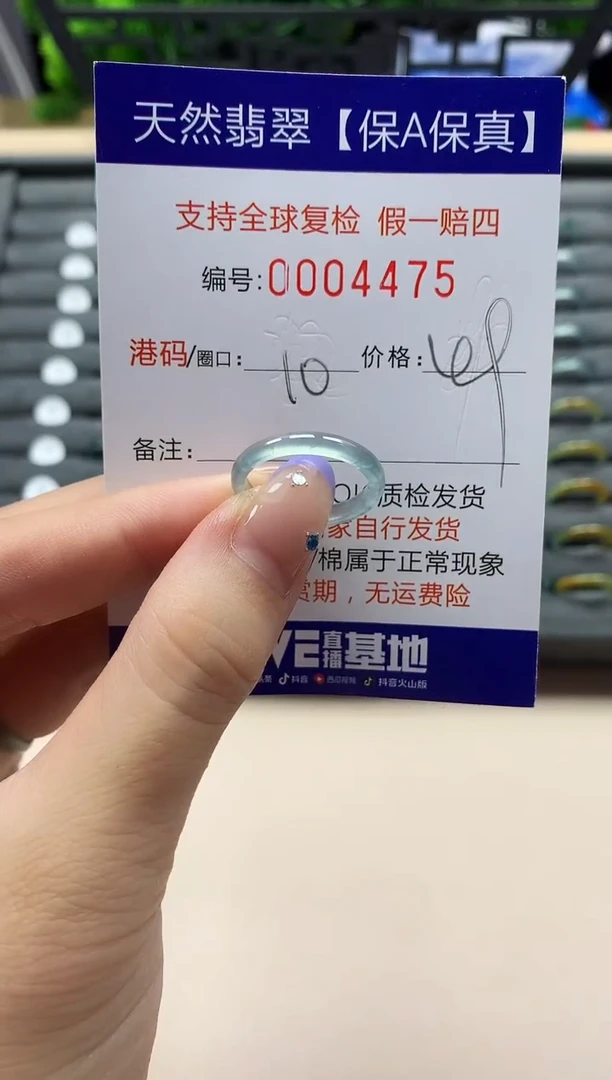 天然翡翠【保A保真】
支持全球复检 假一赔四
编号:0004475
港码/圈口: 10 价格:
备注:
质检发货
家自行发货
棉属于正常现象
货期，无运费险
VE直播基地
抖音 西瓜视频 抖音火山版